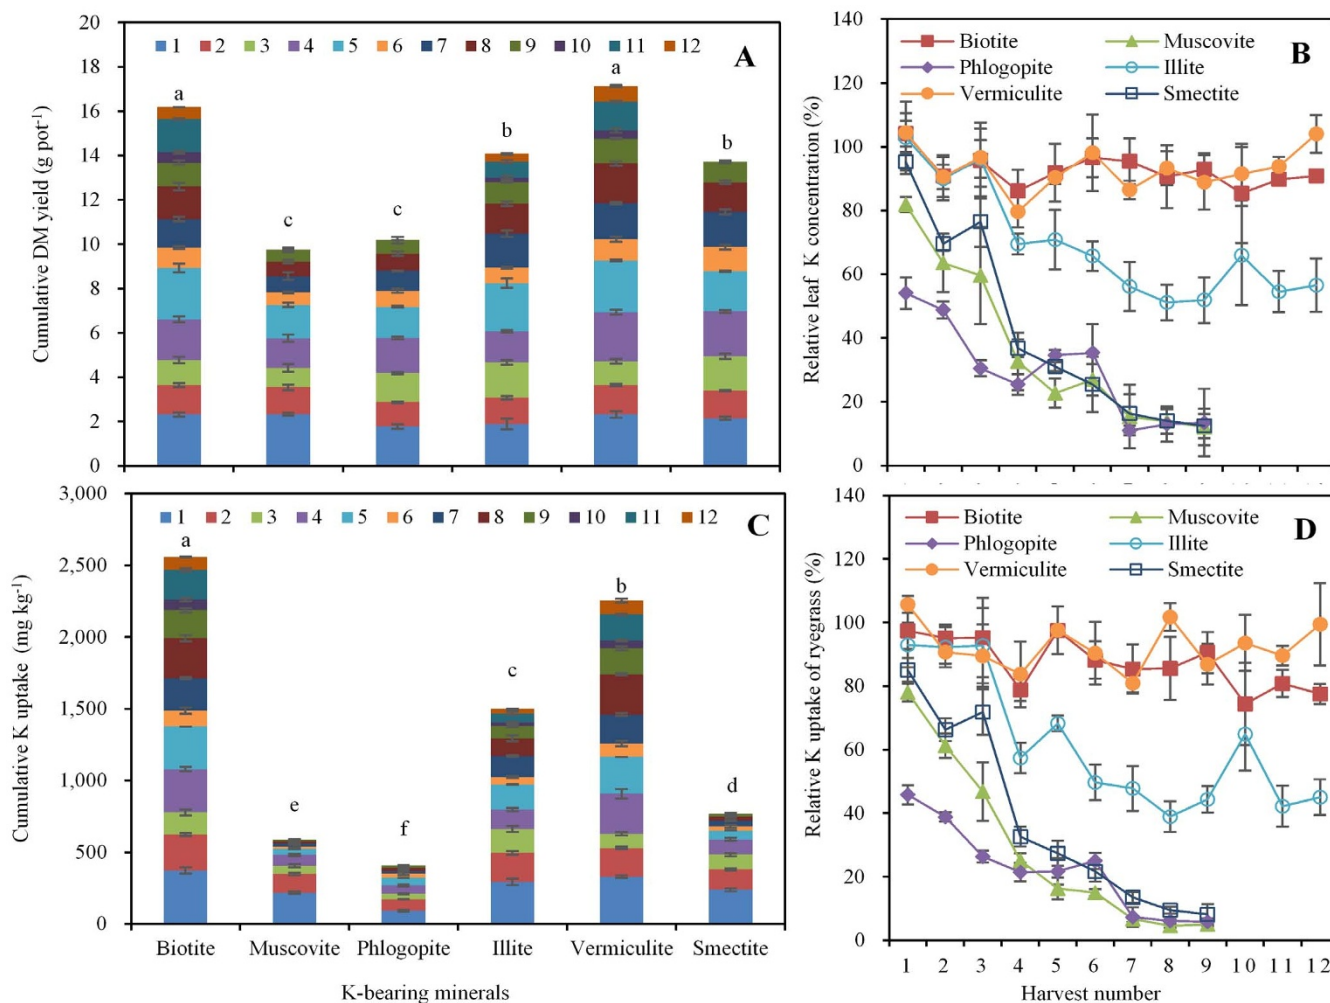 20
18
16
14
12
10
8
6
4
2
0
Cumulative DM yield (g pot⁻¹)
1 2 3 4 5 6 7 8 9 10 11 12
A
a
c
c
b
a
b
140
120
100
80
60
40
20
0
Relative leaf K concentration (%)
Biotite Muscovite
Phlogopite Illite
Vermiculite Smectite
B
3,000
2,500
2,000
1,500
1,000
500
0
Cumulative K uptake (mg kg⁻¹)
1 2 3 4 5 6 7 8 9 10 11 12
C
a
e
f
c
b
d
Biotite Muscovite Phlogopite Illite Vermiculite Smectite
K-bearing minerals
140
120
100
80
60
40
20
0
Relative K uptake of ryegrass (%)
Biotite Muscovite
Phlogopite Illite
Vermiculite Smectite
D
1 2 3 4 5 6 7 8 9 10 11 12
Harvest number